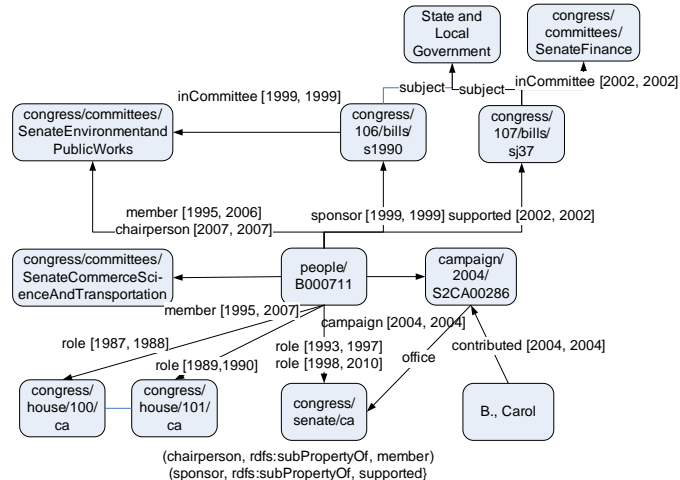 State and
Local
Government
congress/
committees/
SenateFinance
subject
subject
inCommittee [2002, 2002]
inCommittee [1999, 1999]
congress/committees/
SenateEnvironmentand
PublicWorks
congress/
106/bills/
s1990
congress/
107/bills/
sj37
member [1995, 2006]
chairperson [2007, 2007]
sponsor [1999, 1999]
supported [2002, 2002]
congress/committees/
SenateCommerceSci-
enceAndTransportation
people/
B000711
campaign/
2004/
S2CA00286
member [1995, 2007]
campaign [2004, 2004]
role [1987, 1988]
role [1989,1990]
role [1993, 1997]
role [1998, 2010]
office
contributed [2004, 2004]
congress/
house/100/
ca
congress/
house/101/
ca
congress/
senate/ca
B., Carol
(chairperson, rdfs:subPropertyOf, member)
(sponsor, rdfs:subPropertyOf, supported}